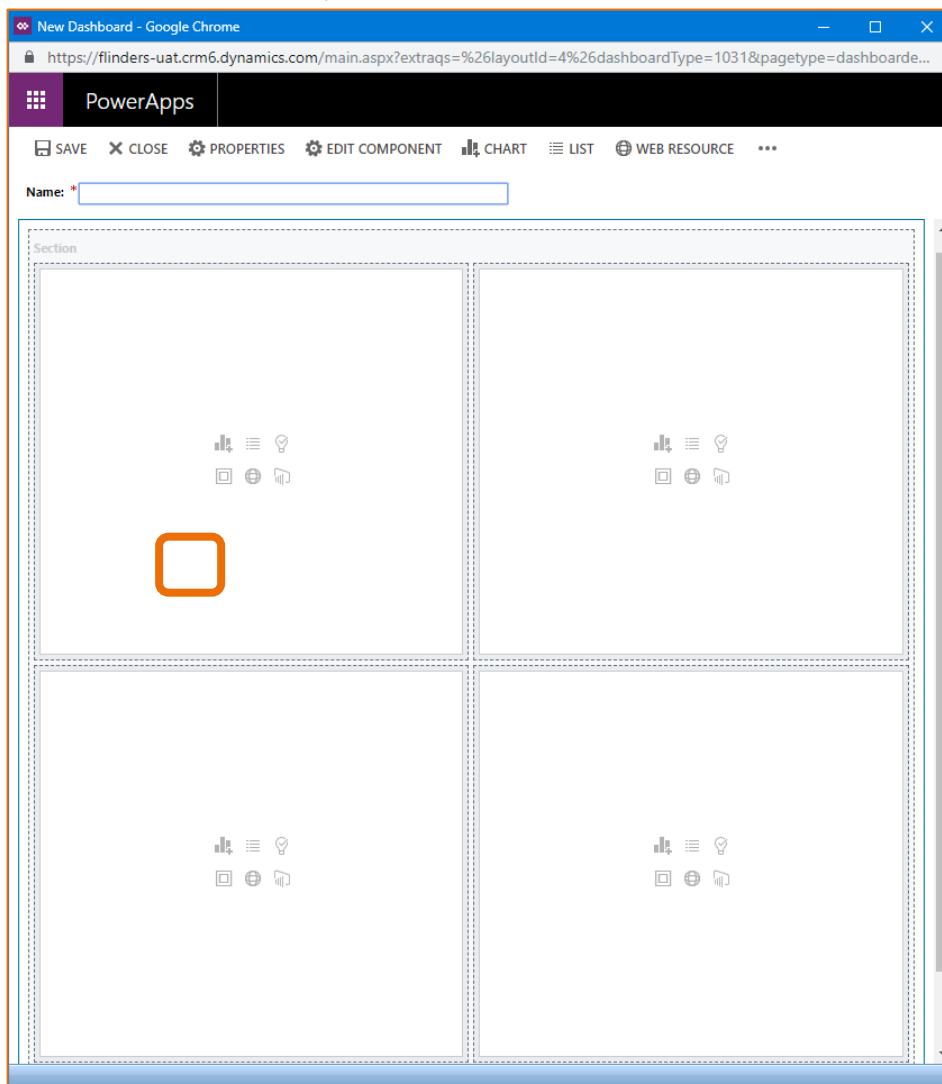 New Dashboard - Google Chrome
https://flinders-uat.crm6.dynamics.com/main.aspx?extraqs=%26layoutId=4%26dashboardType=1031&pagetype=dashboarde...
PowerApps
SAVE CLOSE PROPERTIES EDIT COMPONENT CHART LIST WEB RESOURCE •••
Name: *
Section